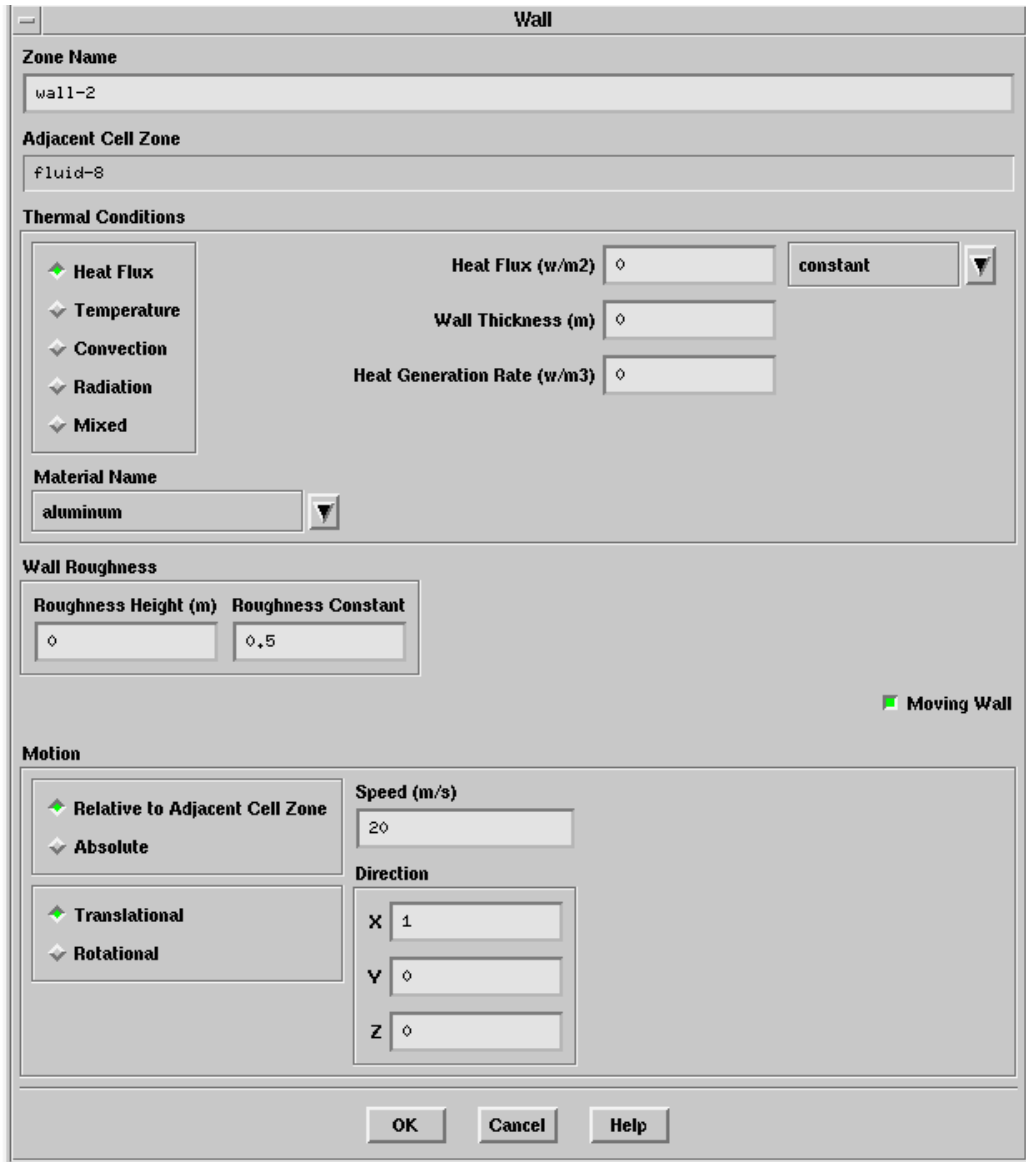 Wall
Zone Name
wall-2
Adjacent Cell Zone
fluid-8
Thermal Conditions
Heat Flux
Temperature
Convection
Radiation
Mixed
Heat Flux (w/m2) 0 constant
Wall Thickness (m) 0
Heat Generation Rate (w/m3) 0
Material Name
aluminum
Wall Roughness
Roughness Height (m) Roughness Constant
0 0.5
Moving Wall
Motion
Relative to Adjacent Cell Zone
Absolute
Translational
Rotational
Speed (m/s)
20
Direction
X 1
Y 0
Z 0
OK Cancel Help